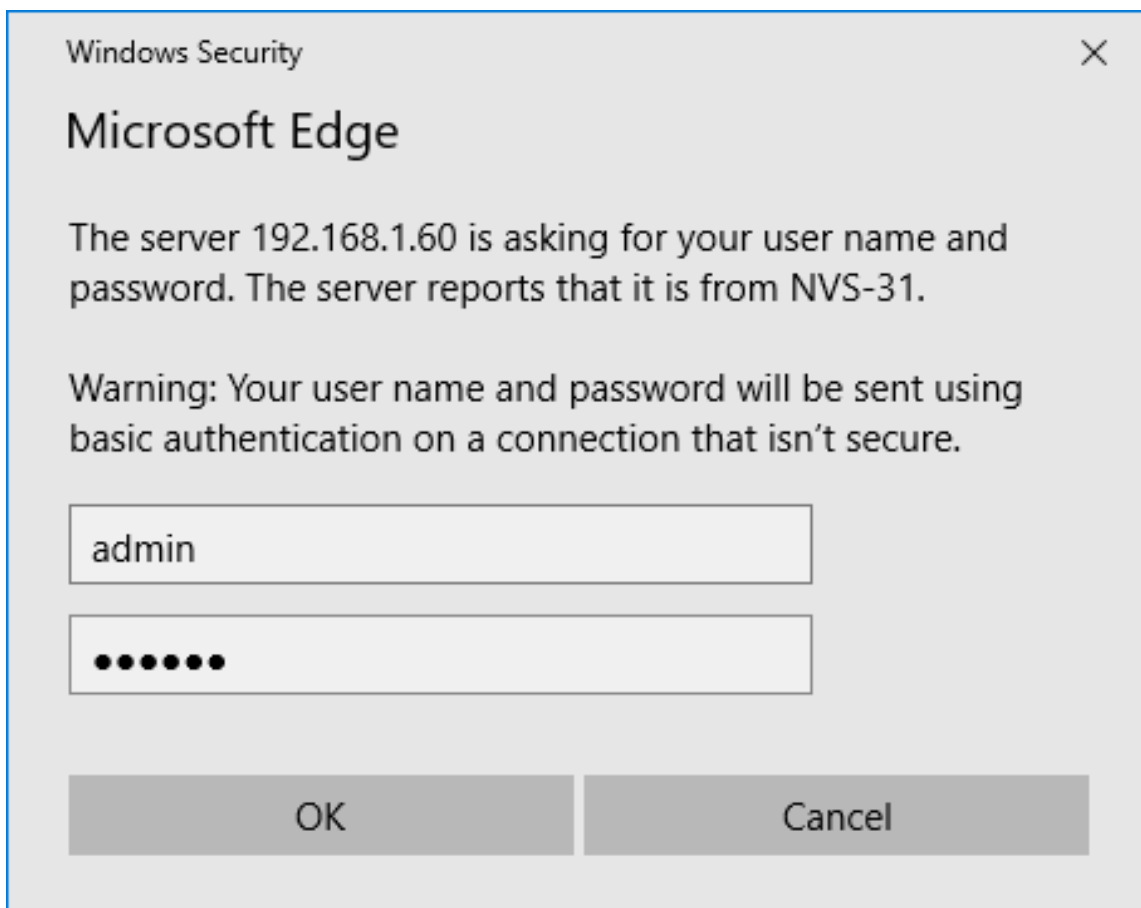 Windows Security
Microsoft Edge
The server 192.168.1.60 is asking for your user name and
password. The server reports that it is from NVS-31.
Warning: Your user name and password will be sent using
basic authentication on a connection that isn’t secure.
admin
●●●●●●
OK
Cancel